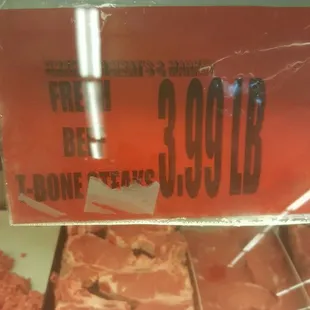 FRESH
BEEF
T-BONE STEAKS
3.99 LB